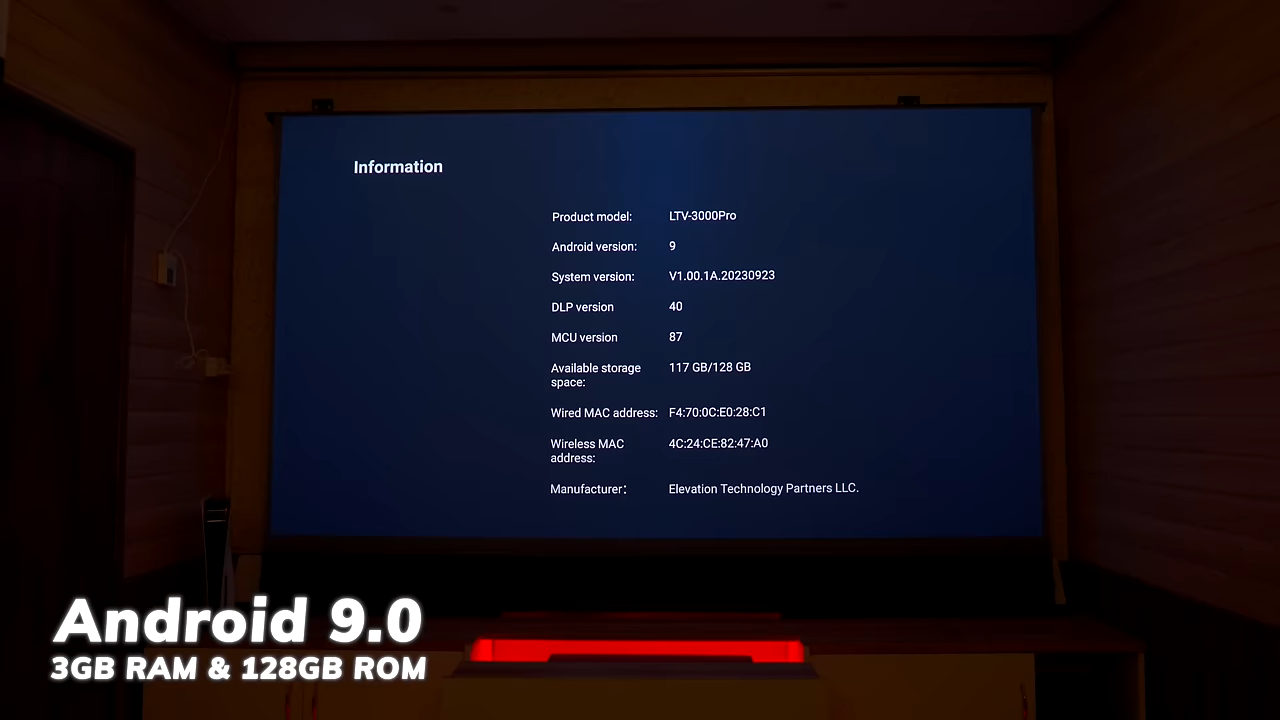 Information
Product model: LTV-3000Pro
Android version: 9
System version: V1.00.1A.20230923
DLP version 40
MCU version 87
Available storage 117 GB/128 GB
space:
Wired MAC address: F4:70:0C:E0:28:C1
Wireless MAC 4C:24:CE:82:47:A0
address:
Manufacturer: Elevation Technology Partners LLC.
Android 9.0
3GB RAM & 128GB ROM